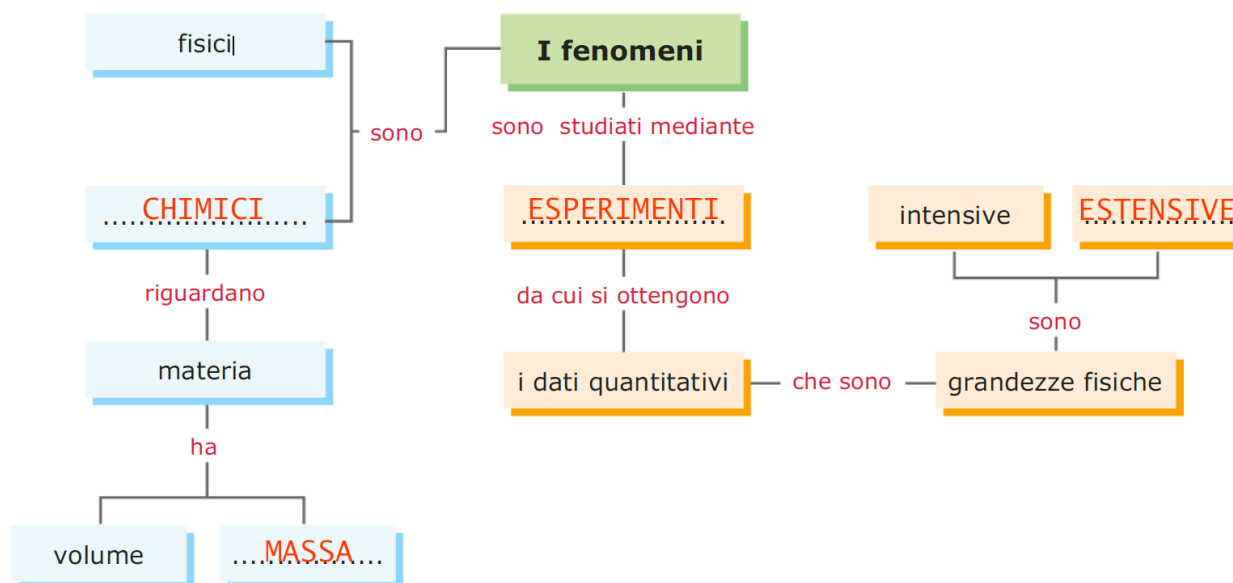 fisici
I fenomeni
sono
sono studiati mediante
CHIMICI
ESPERIMENTI
intensive
ESTENSIVE
riguardano
da cui si ottengono
sono
materia
i dati quantitativi
che sono
grandezze fisiche
ha
volume
MASSA